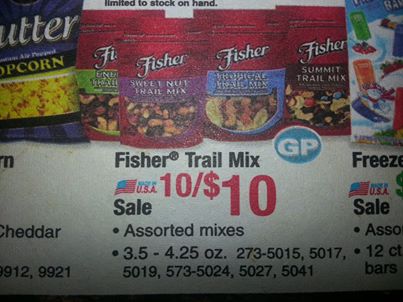 limited to stock on hand.
utter
OPCORN
Fisher
Fisher
Fisher
Fisher
SWEET NUT
TRAIL MIX
TROPICAL
TRAIL MIX
SUMMIT
TRAIL MIX
GP
rn
Fisher® Trail Mix
Freeze
MADE IN
U.S.A.
10/$10
Sale
Sale
Cheddar
• Assorted mixes
• Asso
9912, 9921
• 3.5 - 4.25 oz. 273-5015, 5017,
5019, 573-5024, 5027, 5041
• 12 ct
bars